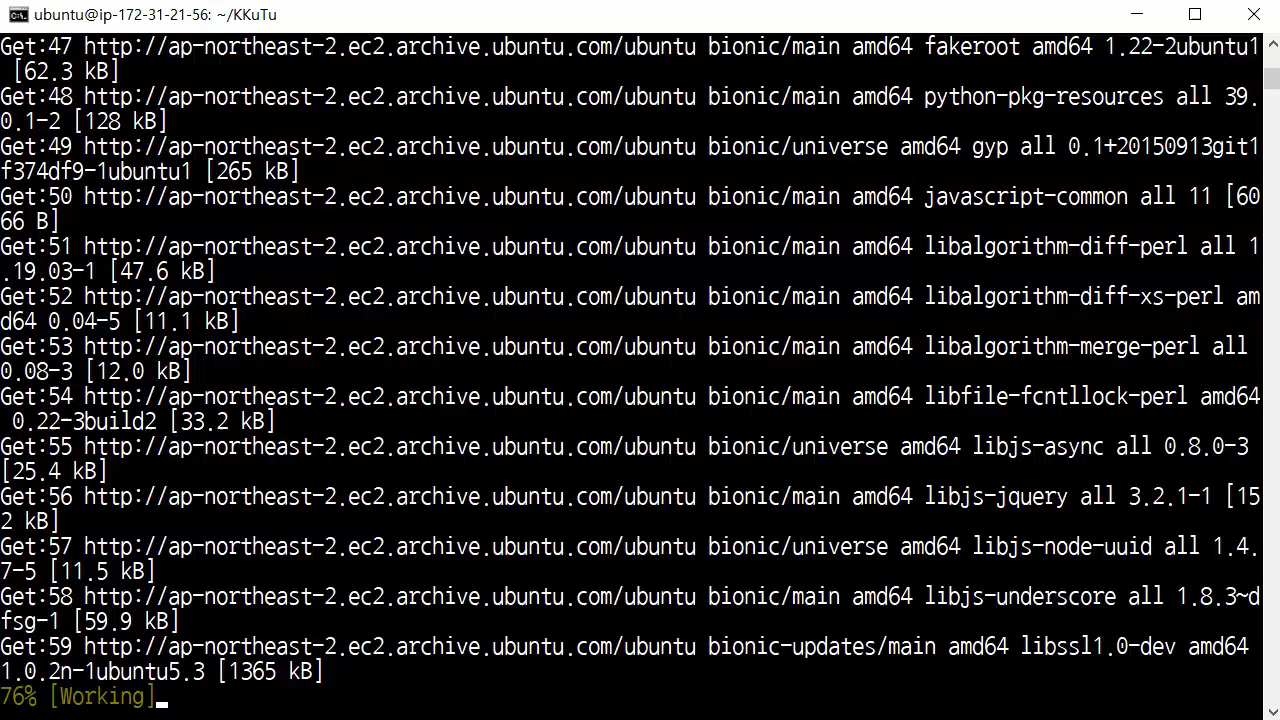 ubuntu@ip-172-31-21-56: ~/KKuTu
Get:47 http://ap-northeast-2.ec2.archive.ubuntu.com/ubuntu bionic/main amd64 fakeroot amd64 1.22-2ubuntu1
[62.3 kB]
Get:48 http://ap-northeast-2.ec2.archive.ubuntu.com/ubuntu bionic/main amd64 python-pkg-resources all 39.
0.1-2 [128 kB]
Get:49 http://ap-northeast-2.ec2.archive.ubuntu.com/ubuntu bionic/universe amd64 gyp all 0.1+20150913git1
f374df9-1ubuntu1 [265 kB]
Get:50 http://ap-northeast-2.ec2.archive.ubuntu.com/ubuntu bionic/main amd64 javascript-common all 11 [60
66 B]
Get:51 http://ap-northeast-2.ec2.archive.ubuntu.com/ubuntu bionic/main amd64 libalgorithm-diff-perl all 1
.19.03-1 [47.6 kB]
Get:52 http://ap-northeast-2.ec2.archive.ubuntu.com/ubuntu bionic/main amd64 libalgorithm-diff-xs-perl am
d64 0.04-5 [11.1 kB]
Get:53 http://ap-northeast-2.ec2.archive.ubuntu.com/ubuntu bionic/main amd64 libalgorithm-merge-perl all
0.08-3 [12.0 kB]
Get:54 http://ap-northeast-2.ec2.archive.ubuntu.com/ubuntu bionic/main amd64 libfile-fcntllock-perl amd64
0.22-3build2 [33.2 kB]
Get:55 http://ap-northeast-2.ec2.archive.ubuntu.com/ubuntu bionic/universe amd64 libjs-async all 0.8.0-3
[25.4 kB]
Get:56 http://ap-northeast-2.ec2.archive.ubuntu.com/ubuntu bionic/main amd64 libjs-jquery all 3.2.1-1 [15
2 kB]
Get:57 http://ap-northeast-2.ec2.archive.ubuntu.com/ubuntu bionic/universe amd64 libjs-node-uuid all 1.4.
7-5 [11.5 kB]
Get:58 http://ap-northeast-2.ec2.archive.ubuntu.com/ubuntu bionic/main amd64 libjs-underscore all 1.8.3~d
fsg-1 [59.9 kB]
Get:59 http://ap-northeast-2.ec2.archive.ubuntu.com/ubuntu bionic-updates/main amd64 libssl1.0-dev amd64
1.0.2n-1ubuntu5.3 [1365 kB]
76% [Working]